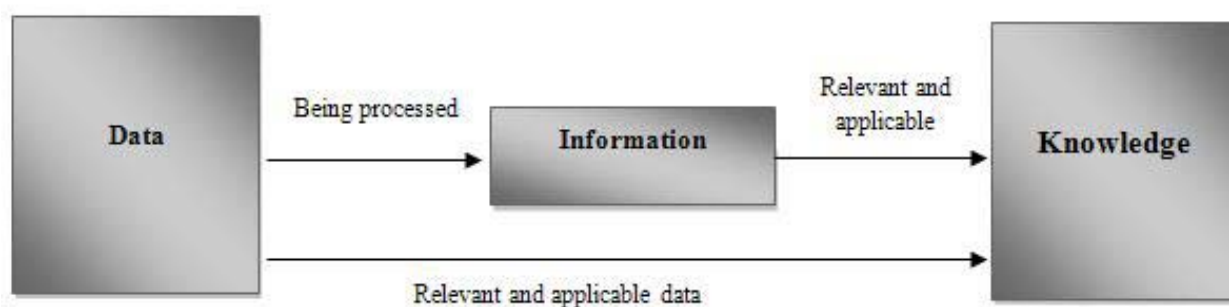 Data
Being processed
Information
Relevant and
applicable
Knowledge
Relevant and applicable data